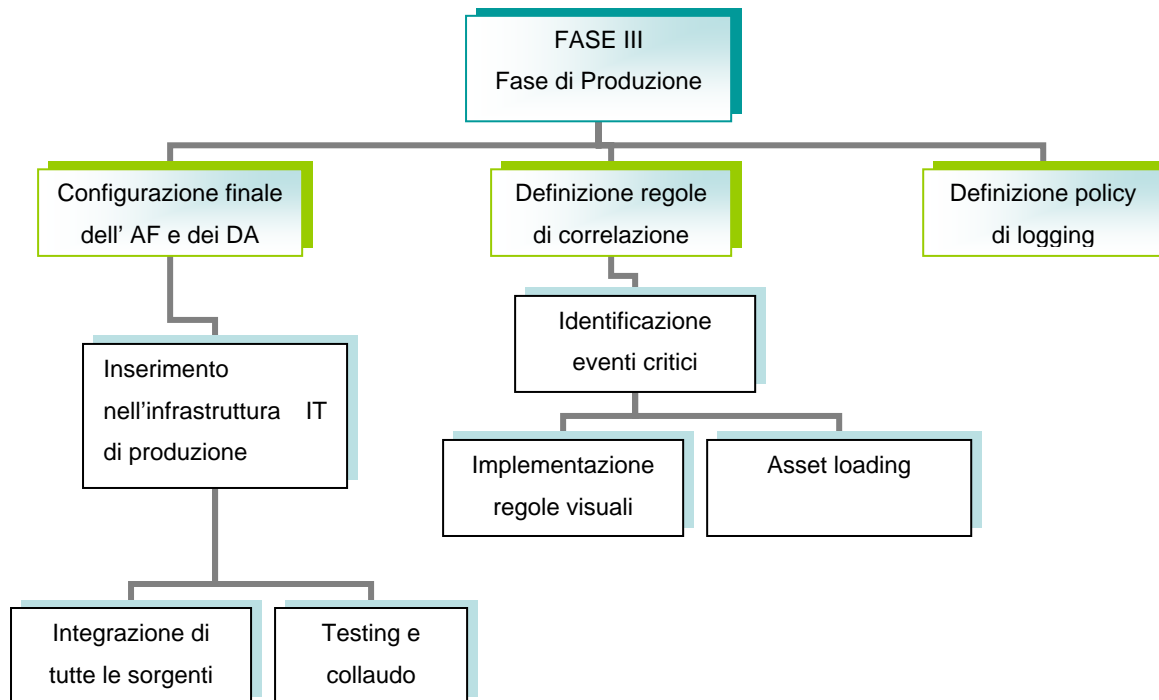 FASE III
Fase di Produzione
Configurazione finale
dell' AF e dei DA
Definizione regole
di correlazione
Definizione policy
di logging
Identificazione
eventi critici
Inserimento
nell'infrastruttura IT
di produzione
Implementazione
regole visuali
Asset loading
Integrazione di
tutte le sorgenti
Testing e
collaudo